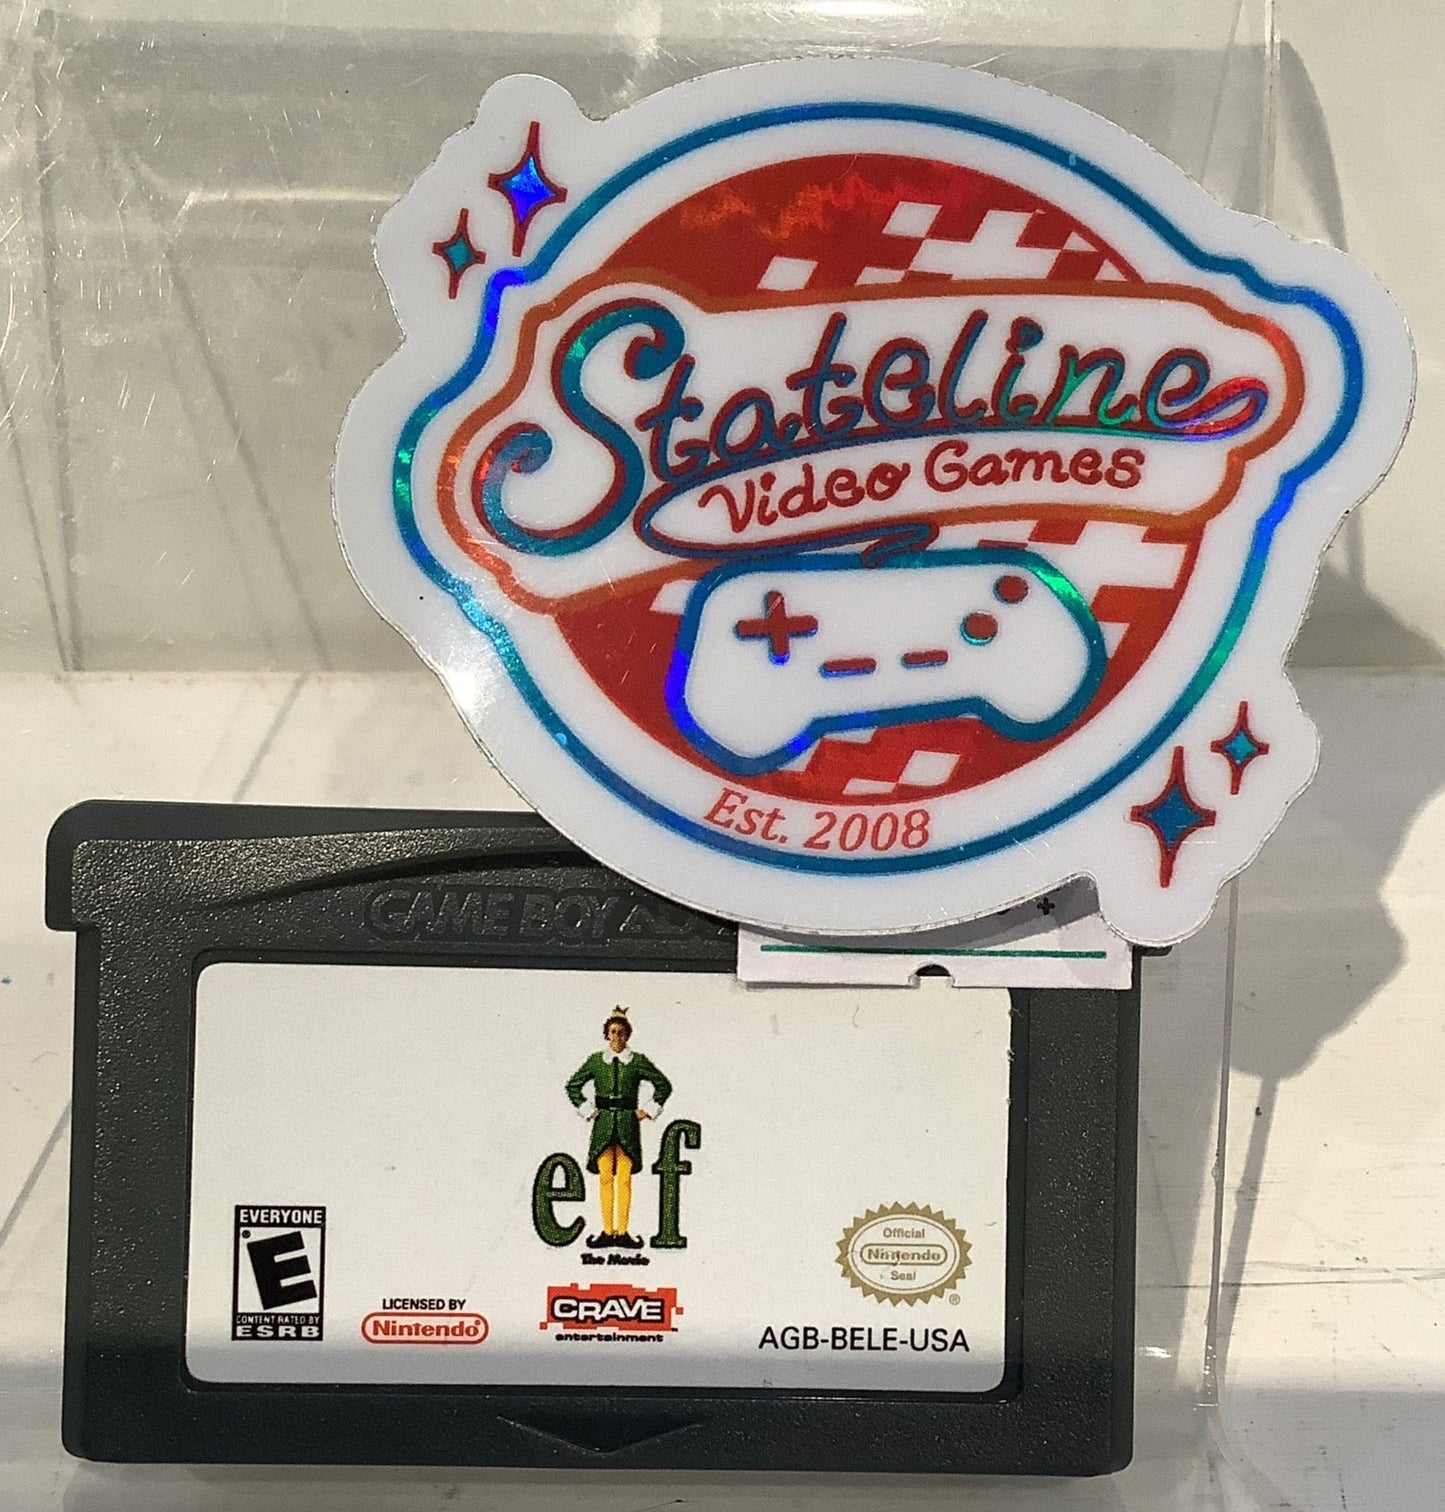 Stateline
Video Games
Est. 2008
GAME BOY ADV
elf
The Movie
EVERYONE
E
CONTENT RATED BY
ESRB
LICENSED BY
Nintendo®
CRAVE
entertainment
Official
Nintendo
Seal
®
AGB-BELE-USA